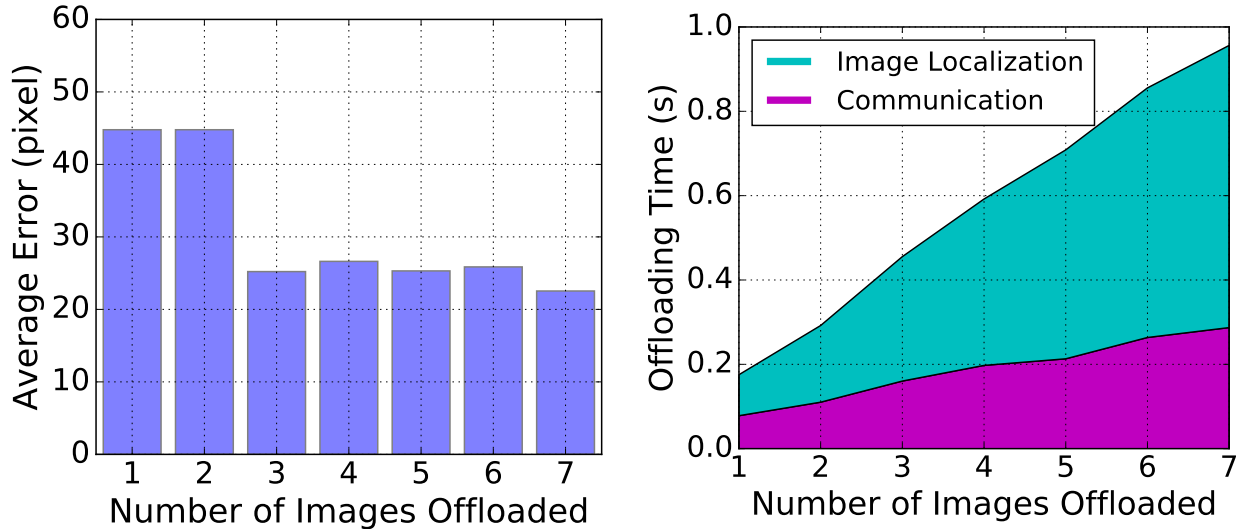 60
50
40
30
20
10
0
Average Error (pixel)
1 2 3 4 5 6 7
Number of Images Offloaded
1.0
0.8
0.6
0.4
0.2
0.0
Offloading Time (s)
Image Localization
Communication
1 2 3 4 5 6 7
Number of Images Offloaded